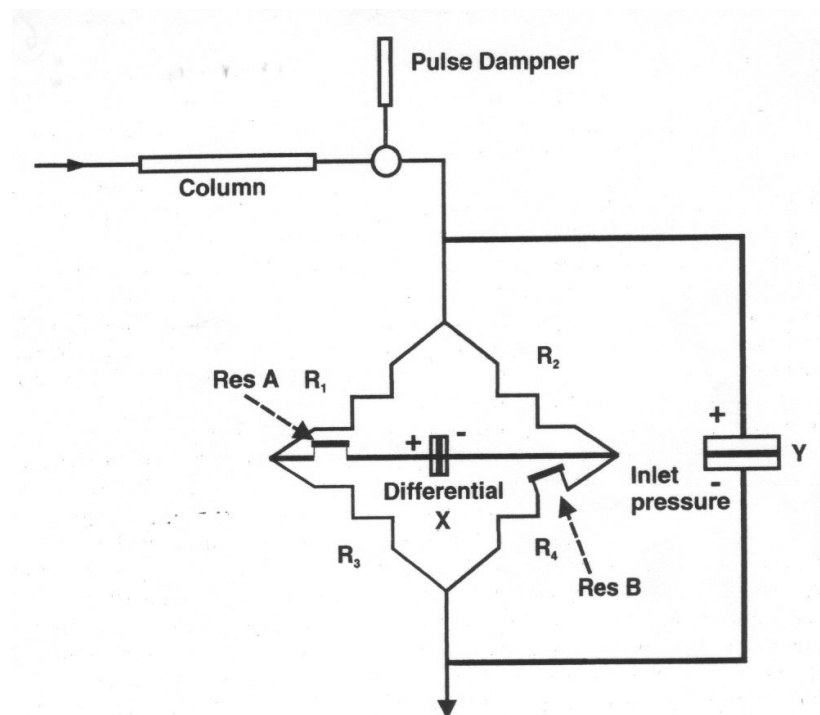 Pulse Dampner
Column
R₂
Res A R₁
+ -
+
Differential
X
Inlet
pressure
-
Y
R₃
R₄
Res B